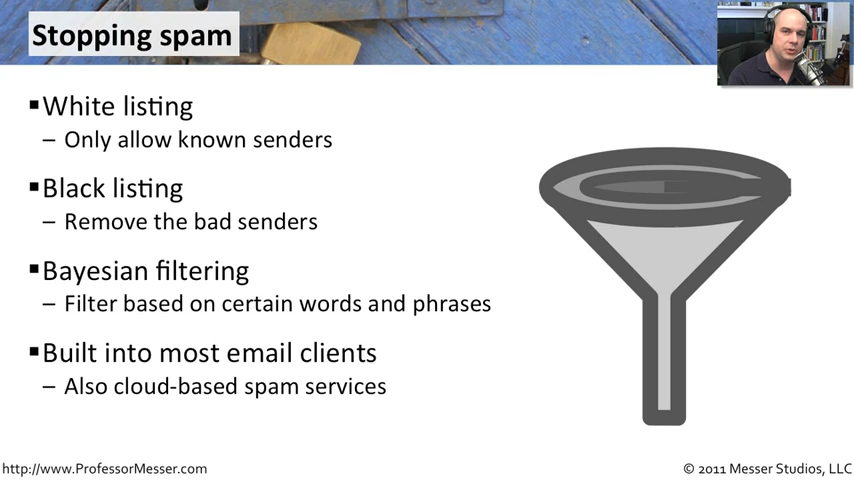 Stopping spam
▪White listing
– Only allow known senders
▪Black listing
– Remove the bad senders
▪Bayesian filtering
– Filter based on certain words and phrases
▪Built into most email clients
– Also cloud-based spam services
http://www.ProfessorMesser.com
© 2011 Messer Studios, LLC